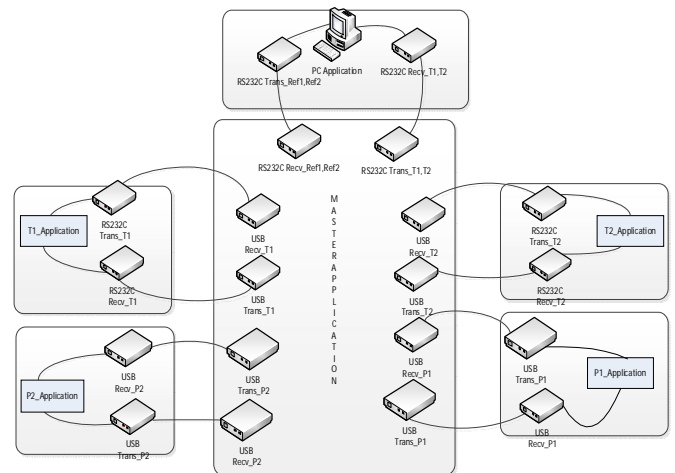 PC Application
RS232C Trans_Ref1,Ref2
RS232C Recv_T1,T2
RS232C Recv_Ref1,Ref2
RS232C Trans_T1,T2
MASTERAPPLICATION
T1_Application
RS232C
Trans_T1
RS232C
Recv_T1
USB
Recv_T1
USB
Trans_T1
USB
Recv_T2
USB
Trans_T2
RS232C
Trans_T2
RS232C
Recv_T2
T2_Application
P2_Application
USB
Recv_P2
USB
Trans_P2
USB
Trans_P2
USB
Recv_P2
USB
Recv_P1
USB
Trans_P1
USB
Trans_P1
USB
Recv_P1
P1_Application